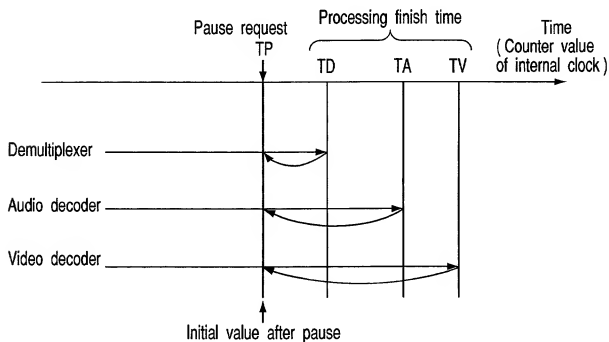 Pause request
TP
Processing finish time
TD TA TV
Time
( Counter value
of internal clock )
Demultiplexer
Audio decoder
Video decoder
Initial value after pause